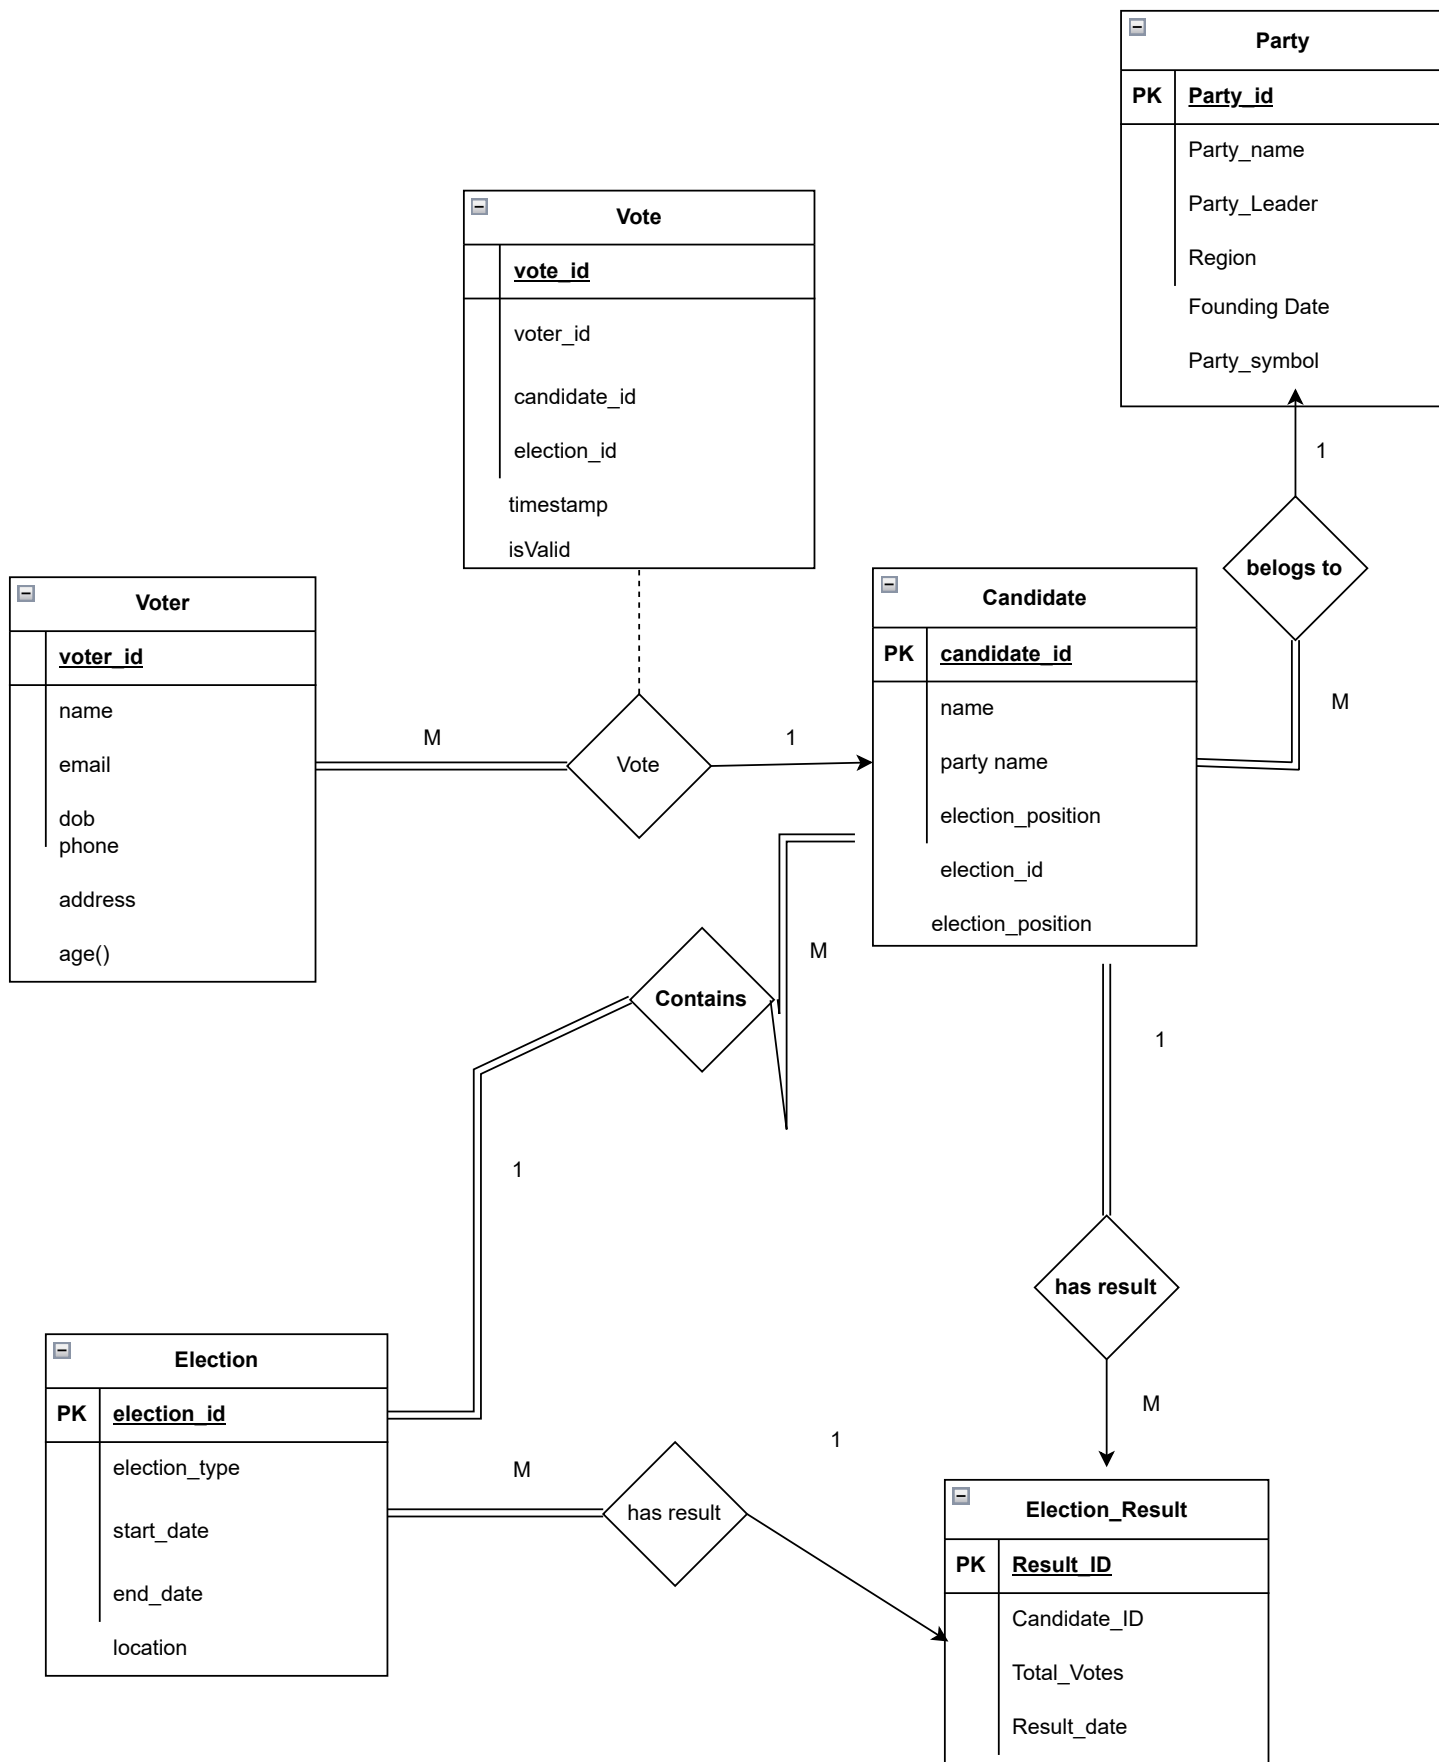 Party
PK Party_id
Party_name
Party_Leader
Region
Founding Date
Party_symbol
Vote
vote_id
voter_id
candidate_id
election_id
timestamp
isValid
1
belogs to
M
Voter
voter_id
name
email
dob
phone
address
age()
M
Vote
1
Candidate
PK candidate_id
name
party name
election_position
election_id
election_position
Contains
M
1
1
has result
M
Election
PK election_id
election_type
start_date
end_date
location
M
has result
1
Election_Result
PK Result_ID
Candidate_ID
Total_Votes
Result_date